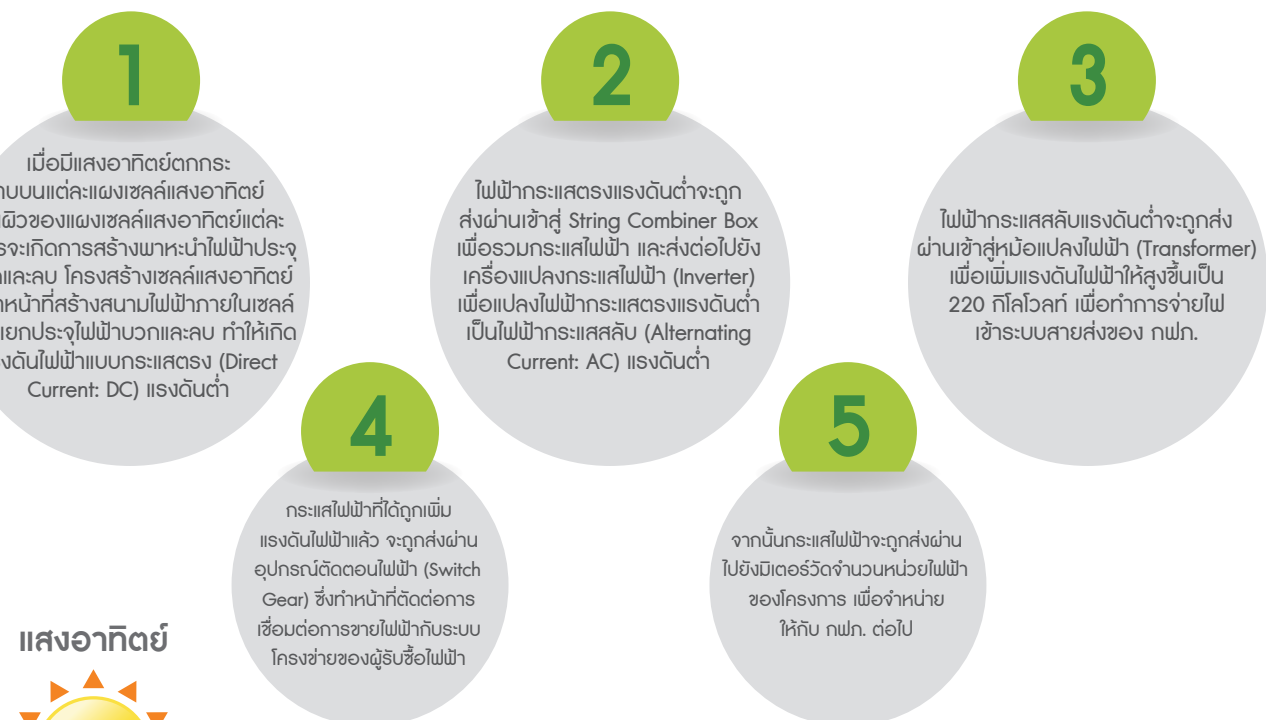 1
เมื่อมีแสงอาทิตย์ตกกระ
บนแต่ละแผงเซลล์แสงอาทิตย์
ผิวของแผงเซลล์แสงอาทิตย์แต่ละ
จะเกิดการสร้างพาหะนำไฟฟ้าประจุ
และลบ โครงสร้างเซลล์แสงอาทิตย์
หน้าที่สร้างสนามไฟฟ้าภายในเซลล์
แยกประจุไฟฟ้าบวกและลบ ทำให้เกิด
งดันไฟฟ้าแบบกระแสตรง (Direct
Current: DC) แรงดันต่ำ
2
ไฟฟ้ากระแสตรงแรงดันต่ำจะถูก
ส่งผ่านเข้าสู่ String Combiner Box
เพื่อรวมกระแสไฟฟ้า และส่งต่อไปยัง
เครื่องแปลงกระแสไฟฟ้า (Inverter)
เพื่อแปลงไฟฟ้ากระแสตรงแรงดันต่ำ
เป็นไฟฟ้ากระแสสลับ (Alternating
Current: AC) แรงดันต่ำ
3
ไฟฟ้ากระแสสลับแรงดันต่ำจะถูกส่ง
ผ่านเข้าสู่หม้อแปลงไฟฟ้า (Transformer)
เพื่อเพิ่มแรงดันไฟฟ้าให้สูงขึ้นเป็น
220 กิโลโวลท์ เพื่อทำการจ่ายไฟ
เข้าระบบสายส่งของ กฟภ.
4
กระแสไฟฟ้าที่ได้ถูกเพิ่ม
แรงดันไฟฟ้าแล้ว จะถูกส่งผ่าน
อุปกรณ์ตัดตอนไฟฟ้า (Switch
Gear) ซึ่งทำหน้าที่ตัดต่อการ
เชื่อมต่อการขายไฟฟ้ากับระบบ
โครงข่ายของผู้รับซื้อไฟฟ้า
5
จากนั้นกระแสไฟฟ้าจะถูกส่งผ่าน
ไปยังมิเตอร์วัดจำนวนหน่วยไฟฟ้า
ของโครงการ เพื่อจำหน่าย
ให้กับ กฟภ. ต่อไป
แสงอาทิตย์